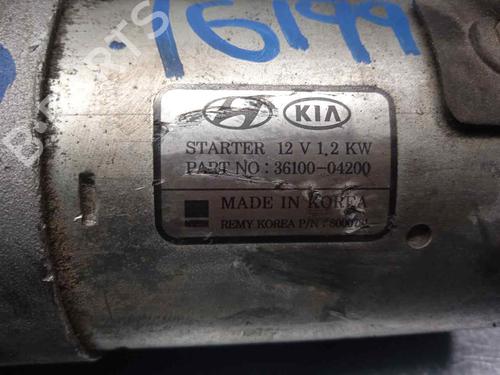 16199
KIA
STARTER 12 V 1,2 KW
PART NO : 36100-04200
MADE IN KOREA
REMY KOREA P/N :